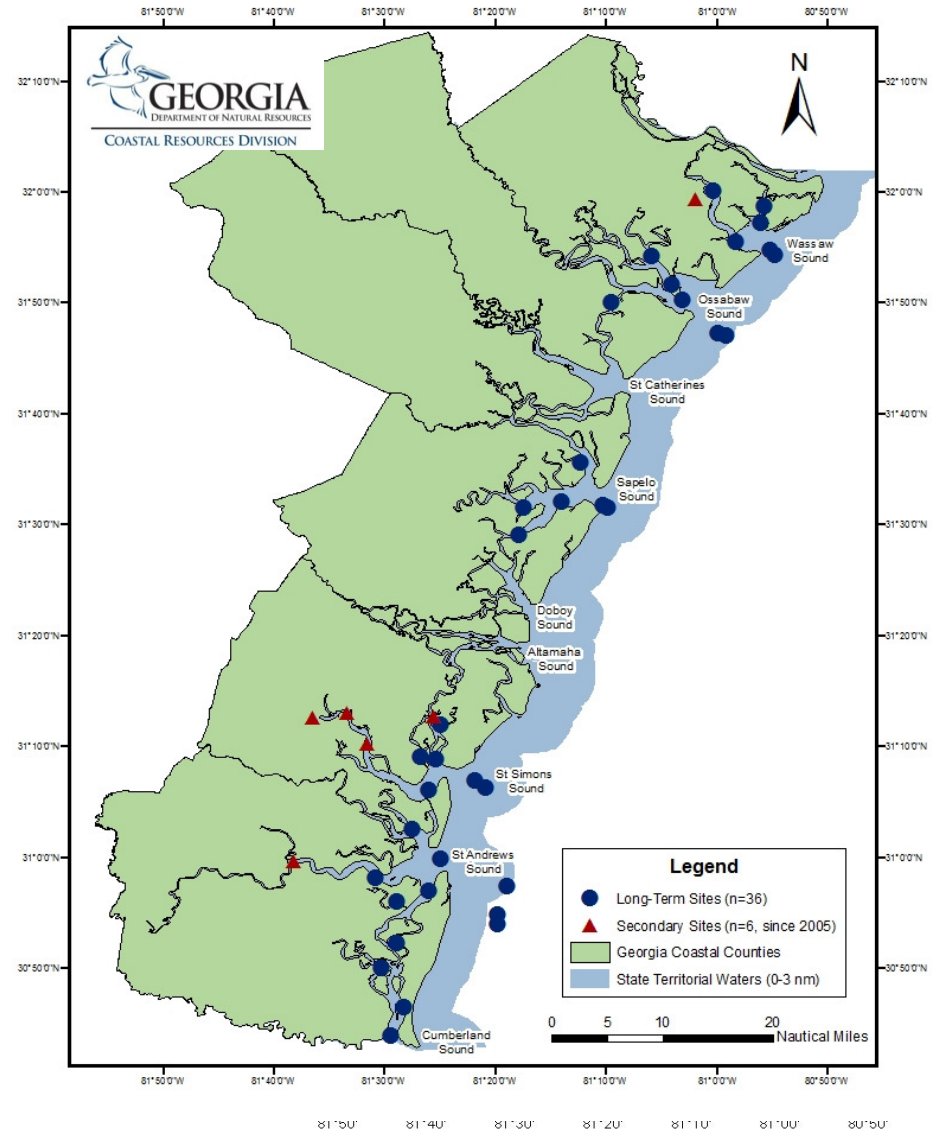 81°50'0"W 81°40'0"W 81°30'0"W 81°20'0"W 81°10'0"W 81°0'0"W 80°50'0"W
GEORGIA
DEPARTMENT OF NATURAL RESOURCES
COASTAL RESOURCES DIVISION
N
32°10'0"N 32°10'0"N
32°0'0"N 32°0'0"N
Wassaw
Sound
31°50'0"N 31°50'0"N
Ossabaw
Sound
St Catherines
Sound
31°40'0"N 31°40'0"N
Sapelo
Sound
31°30'0"N 31°30'0"N
Doboy
Sound
31°20'0"N 31°20'0"N
Altamaha
Sound
31°10'0"N 31°10'0"N
St Simons
Sound
31°0'0"N 31°0'0"N
St Andrews
Sound
Legend
Long-Term Sites (n=36)
Secondary Sites (n=6, since 2005)
Georgia Coastal Counties
State Territorial Waters (0-3 nm)
30°50'0"N 30°50'0"N
Cumberland
Sound
0 5 10 20
Nautical Miles
81°50'0"W 81°40'0"W 81°30'0"W 81°20'0"W 81°10'0"W 81°0'0"W 80°50'0"W